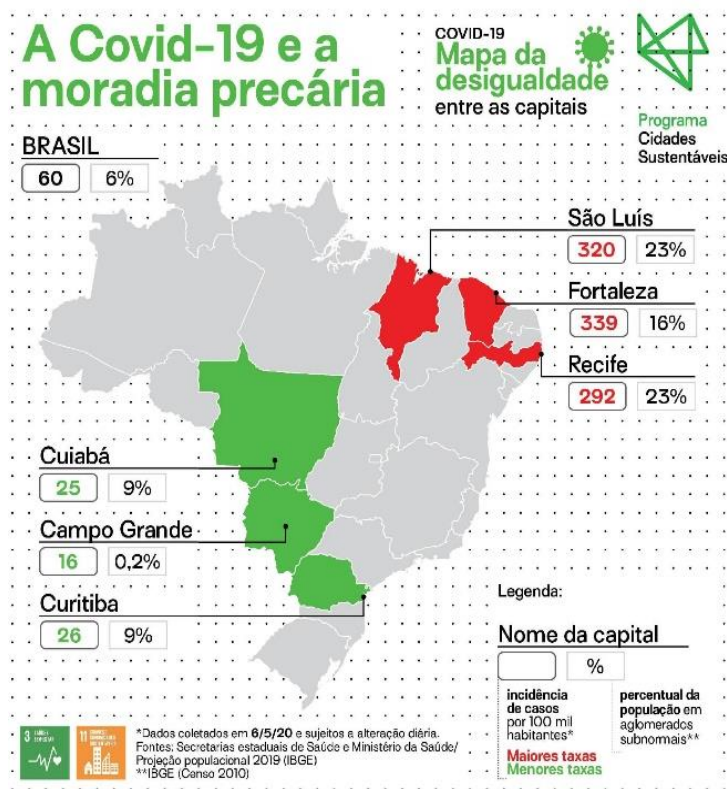 A Covid-19 e a
moradia precária
COVID-19
Mapa da
desigualdade
entre as capitais
Programa
Cidades
Sustentáveis
BRASIL
60 6%
São Luís
320 23%
Fortaleza
339 16%
Recife
292 23%
Cuiabá
25 9%
Campo Grande
16 0,2%
Curitiba
26 9%
Legenda:
Nome da capital
%
incidência
de casos
por 100 mil
habitantes*
percentual da
população em
aglomerados
subnormais**
Maiores taxas
Menores taxas
3
11
*Dados coletados em 6/5/20 e sujeitos a alteração diária.
Fontes: Secretarias estaduais de Saúde e Ministério da Saúde/
Projeção populacional 2019 (IBGE)
**IBGE (Censo 2010)